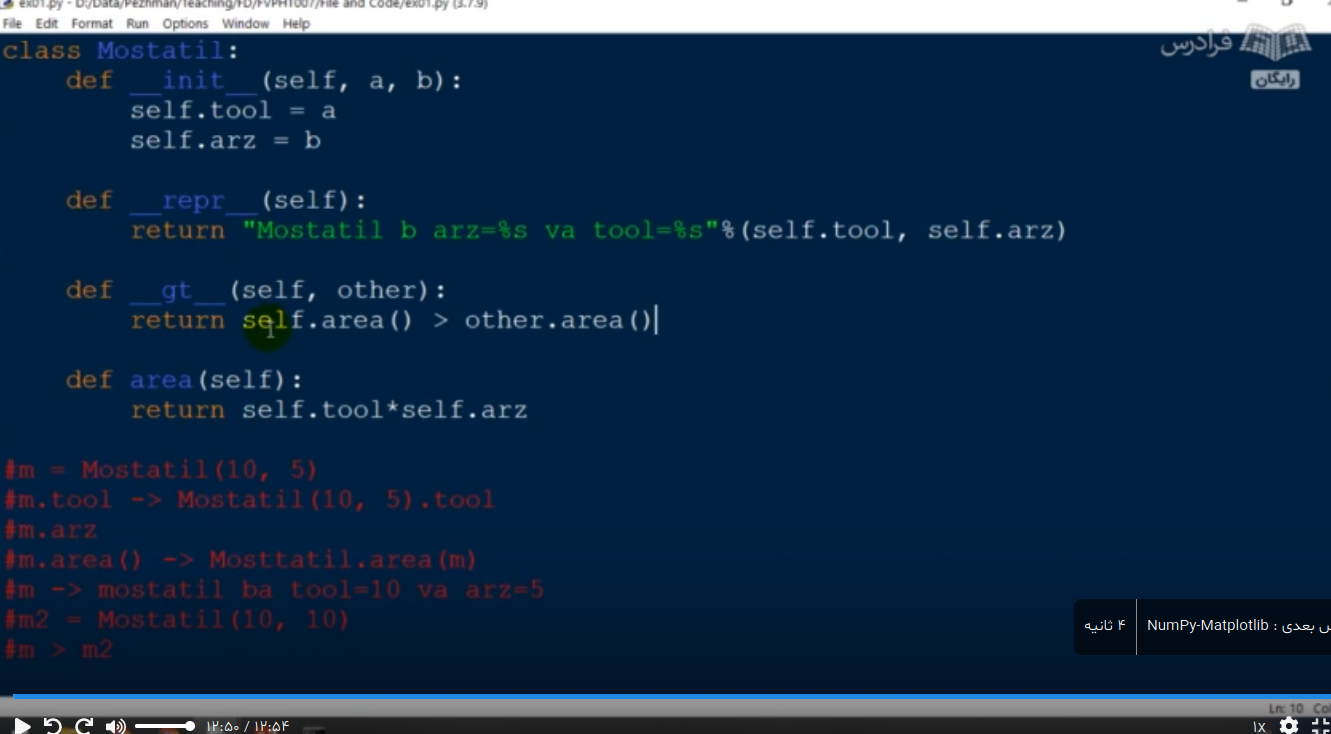 ex01.py - D:/Data/Pezhman/Teaching/FD/FVPHT007/File and Code/ex01.py (3.7.9)
File Edit Format Run Options Window Help
فرادرس
رایگان
class Mostatil:
    def __init__(self, a, b):
        self.tool = a
        self.arz = b
    def __repr__(self):
        return "Mostatil b arz=%s va tool=%s"%(self.tool, self.arz)
    def __gt__(self, other):
        return self.area() > other.area()
    def area(self):
        return self.tool*self.arz
#m = Mostatil(10, 5)
#m.tool -> Mostatil(10, 5).tool
#m.arz
#m.area() -> Mosttatil.area(m)
#m -> mostatil ba tool=10 va arz=5
#m2 = Mostatil(10, 10)
#m > m2
بعدی : NumPy-Matplotlib
۴ ثانیه
Ln: 10 Col
۱۲:۵۰ / ۱۲:۵۴
۱x